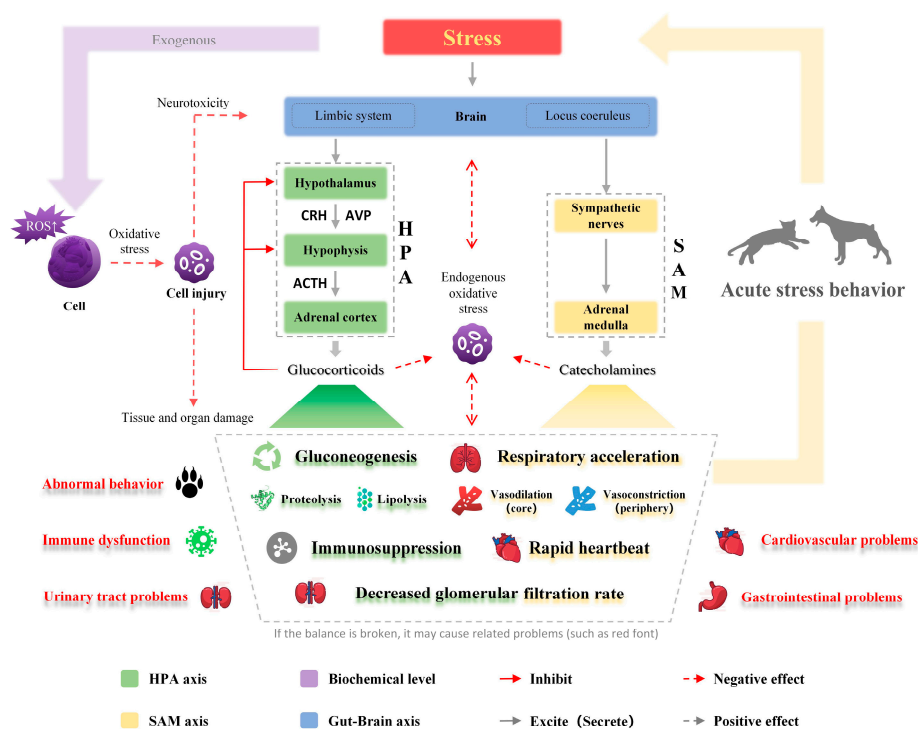 Exogenous
Stress
Neurotoxicity
Limbic system
Brain
Locus coeruleus
Hypothalamus
CRH
AVP
Hypophysis
ACTH
Adrenal cortex
HPA
Sympathetic
nerves
Adrenal
medulla
SAM
ROS↑
Oxidative
stress
Cell
Cell injury
Endogenous
oxidative
stress
Acute stress behavior
Glucocorticoids
Catecholamines
Tissue and organ damage
Gluconeogenesis
Respiratory acceleration
Abnormal behavior
Proteolysis
Lipolysis
Vasodilation
(core)
Vasoconstriction
(periphery)
Immune dysfunction
Immunosuppression
Rapid heartbeat
Cardiovascular problems
Urinary tract problems
Decreased glomerular filtration rate
Gastrointestinal problems
If the balance is broken, it may cause related problems (such as red font)
HPA axis
Biochemical level
Inhibit
Negative effect
SAM axis
Gut-Brain axis
Excite (Secrete)
Positive effect